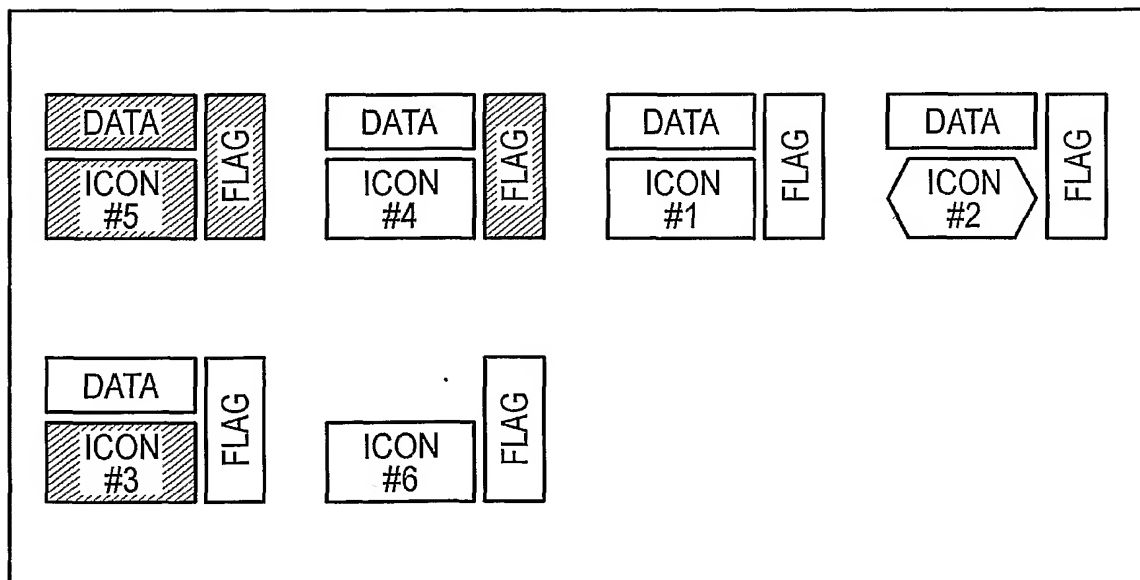 DATA
ICON
#5
FLAG
DATA
ICON
#4
FLAG
DATA
ICON
#1
FLAG
DATA
ICON
#2
FLAG
DATA
ICON
#3
FLAG
ICON
#6
FLAG